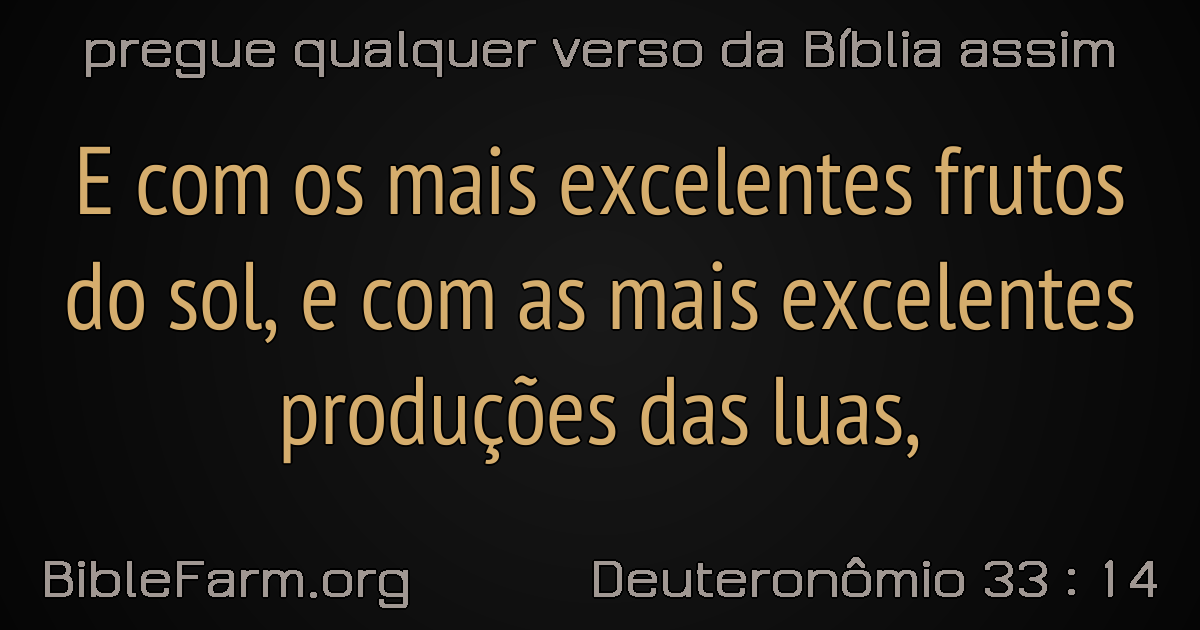 pregue qualquer verso da Bíblia assim
E com os mais excelentes frutos
do sol, e com as mais excelentes
produções das luas,
BibleFarm.org
Deuteronômio 33 : 14